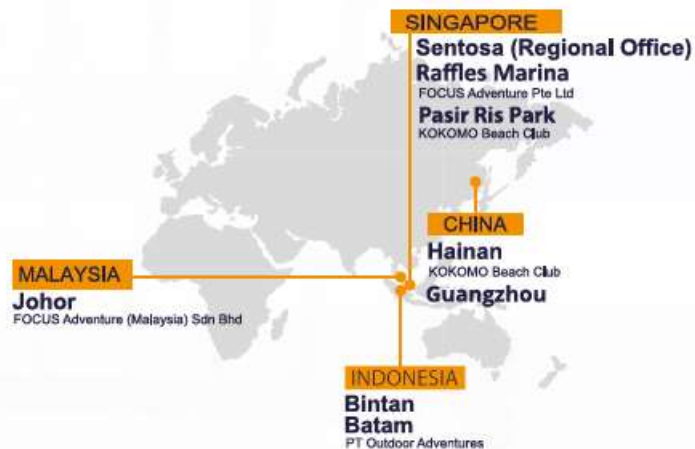 SINGAPORE
Sentosa (Regional Office)
Raffles Marina
FOCUS Adventure Pte Ltd
Pasir Ris Park
KOKOMO Beach Club
CHINA
Hainan
KOKOMO Beach Club
Guangzhou
MALAYSIA
Johor
FOCUS Adventure (Malaysia) Sdn Bhd
INDONESIA
Bintan
Batam
PT Outdoor Adventures